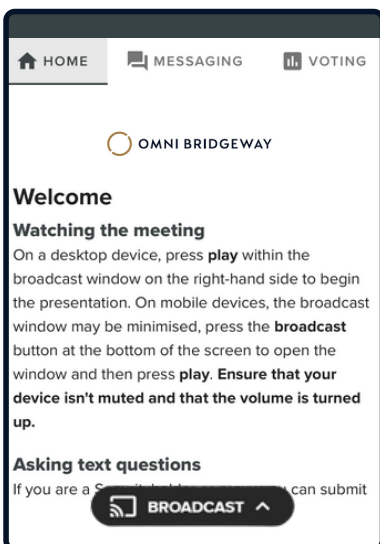 HOME MESSAGING VOTING
OMNI BRIDGEWAY
Welcome
Watching the meeting
On a desktop device, press play within the
broadcast window on the right-hand side to begin
the presentation. On mobile devices, the broadcast
window may be minimised, press the broadcast
button at the bottom of the screen to open the
window and then press play. Ensure that your
device isn't muted and that the volume is turned
up.
Asking text questions
If you are a can submit
BROADCAST